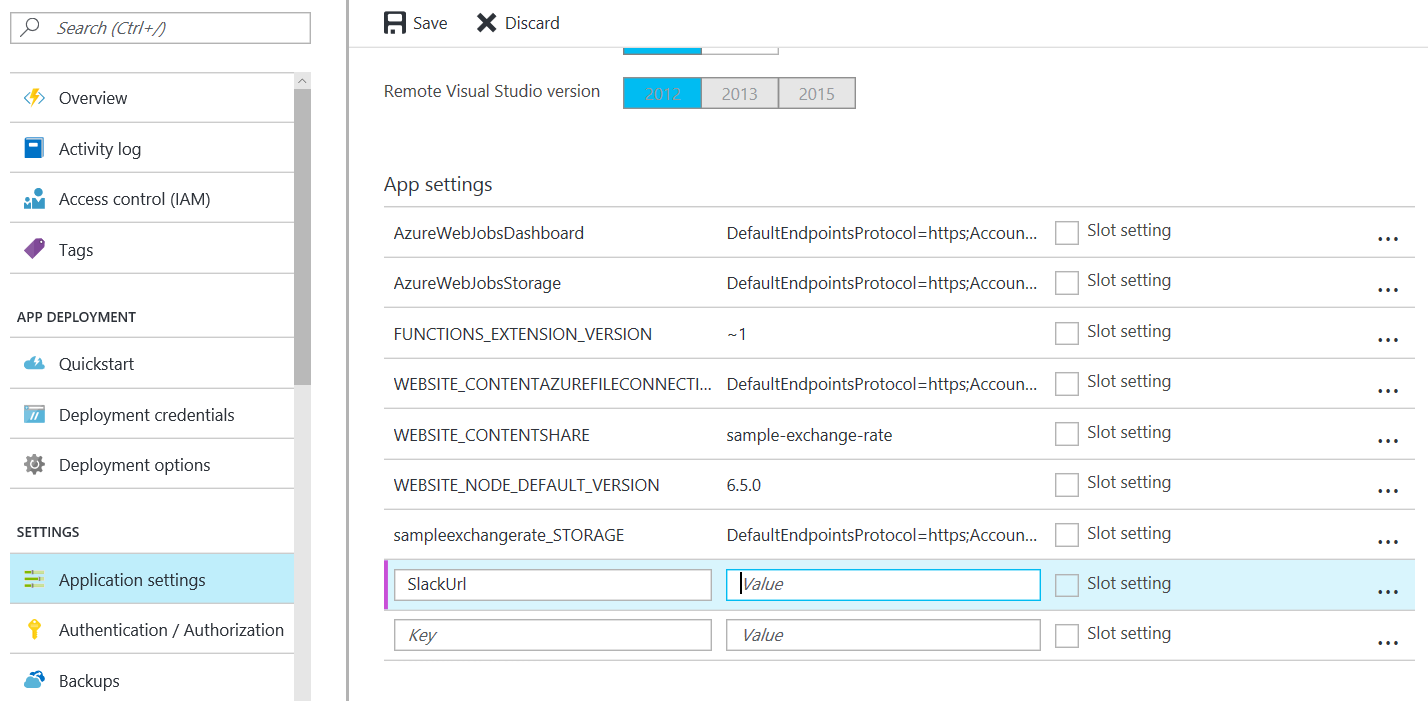 Search (Ctrl+/)
Overview
Activity log
Access control (IAM)
Tags
APP DEPLOYMENT
Quickstart
Deployment credentials
Deployment options
SETTINGS
Application settings
Authentication / Authorization
Backups
Save Discard
Remote Visual Studio version 2012 2013 2015
App settings
AzureWebJobsDashboard DefaultEndpointsProtocol=https;Accoun... Slot setting ...
AzureWebJobsStorage DefaultEndpointsProtocol=https;Accoun... Slot setting ...
FUNCTIONS_EXTENSION_VERSION ~1 Slot setting ...
WEBSITE_CONTENTAZUREFILECONNECTI... DefaultEndpointsProtocol=https;Accoun... Slot setting ...
WEBSITE_CONTENTSHARE sample-exchange-rate Slot setting ...
WEBSITE_NODE_DEFAULT_VERSION 6.5.0 Slot setting ...
sampleexchangerate_STORAGE DefaultEndpointsProtocol=https;Accoun... Slot setting ...
SlackUrl Value Slot setting ...
Key Value Slot setting ...